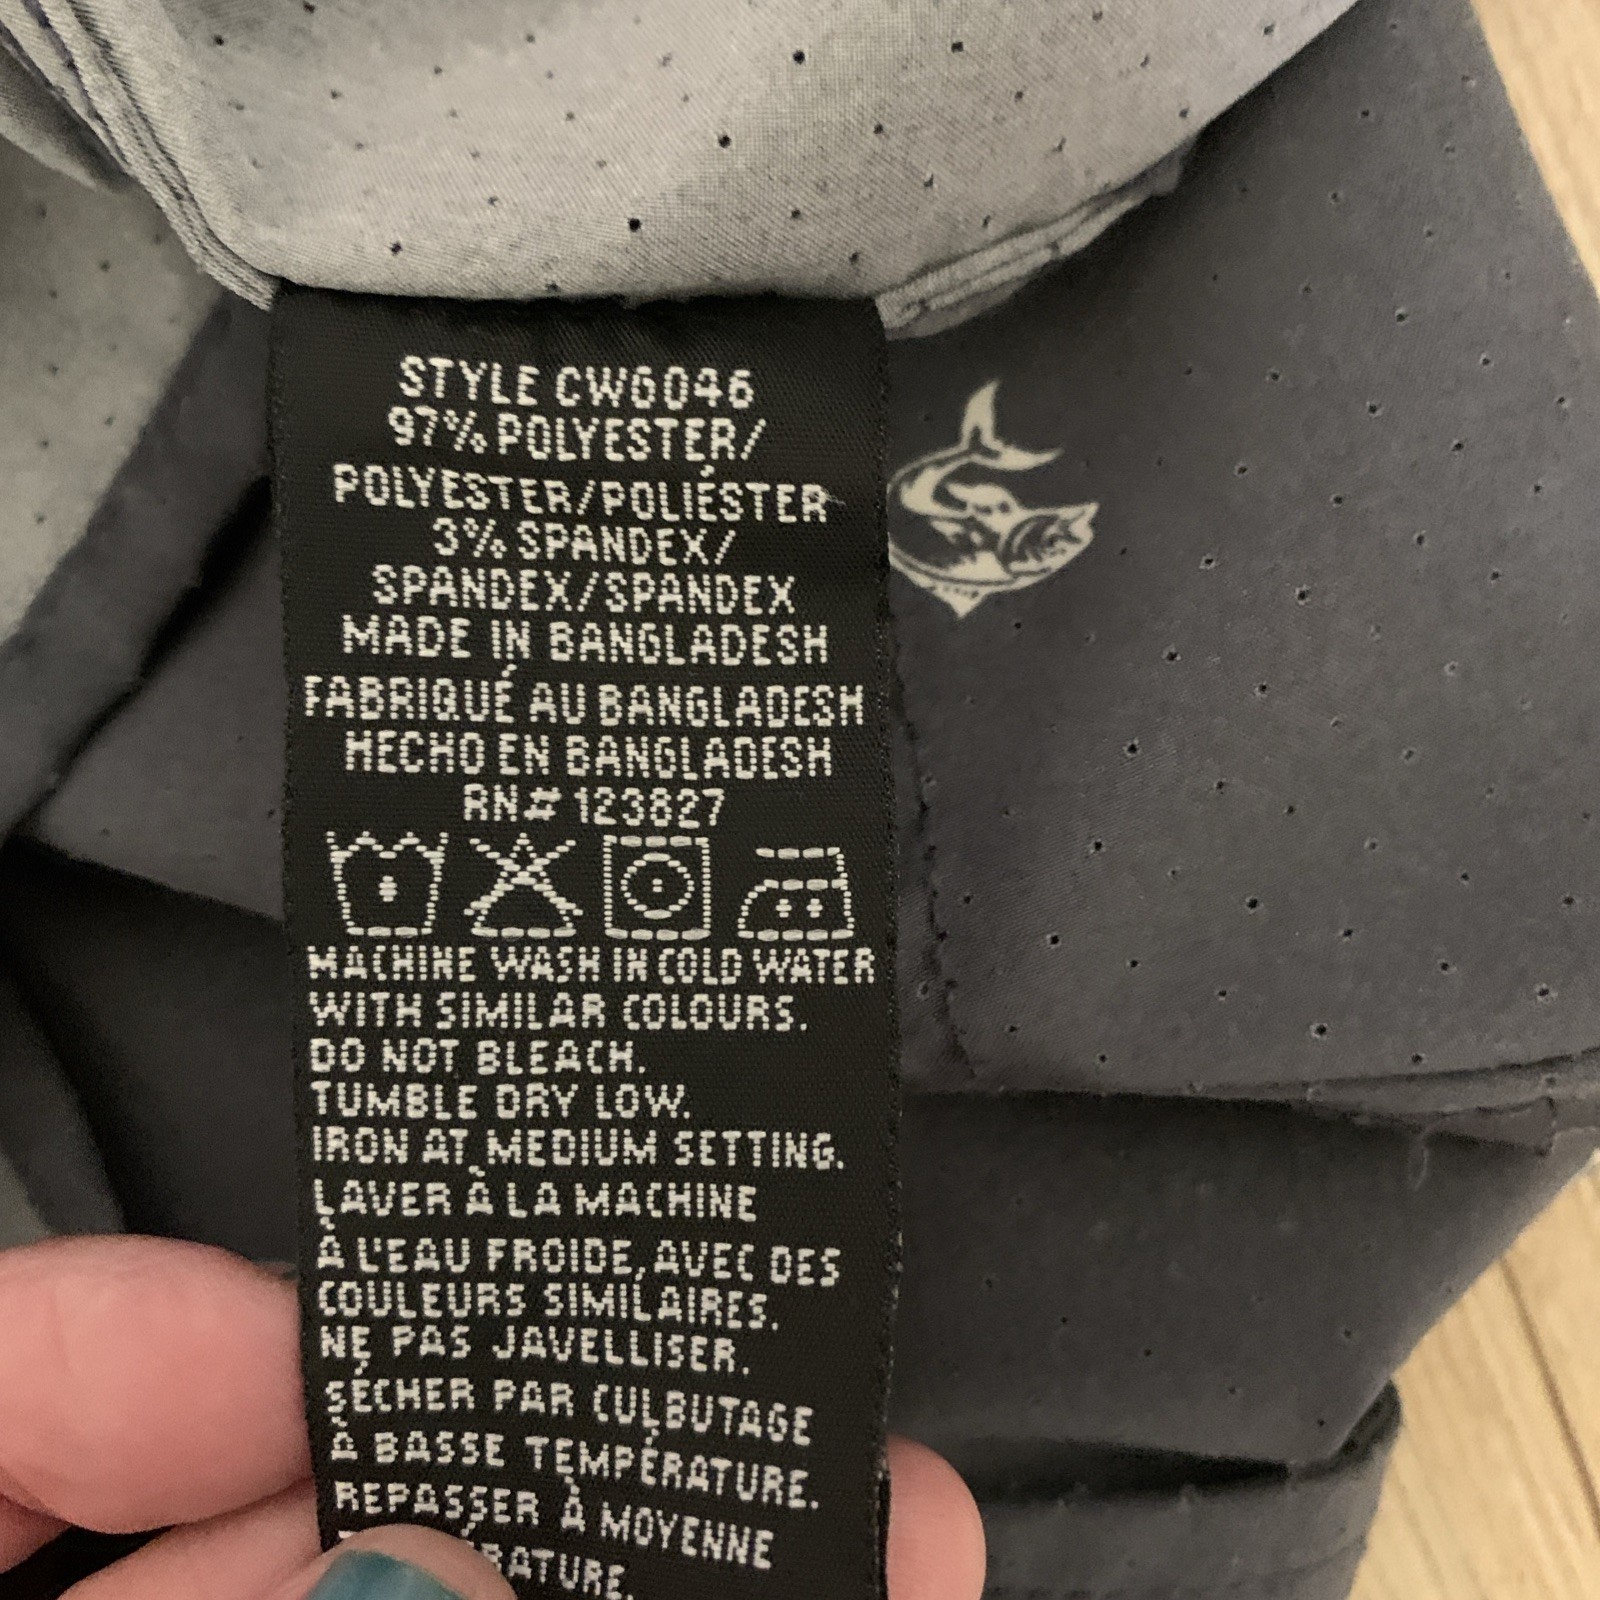 STYLE CW6046
97% POLYESTER/
POLYESTER/POLIÉSTER
3% SPANDEX/
SPANDEX/SPANDEX
MADE IN BANGLADESH
FABRIQUÉ AU BANGLADESH
HECHO EN BANGLADESH
RN# 123827
MACHINE WASH IN COLD WATER
WITH SIMILAR COLOURS.
DO NOT BLEACH.
TUMBLE DRY LOW.
IRON AT MEDIUM SETTING.
LAVER À LA MACHINE
À L'EAU FROIDE, AVEC DES
COULEURS SIMILAIRES.
NE PAS JAVELLISER.
SÉCHER PAR CULBUTAGE
À BASSE TEMPÉRATURE.
REPASSER À MOYENNE